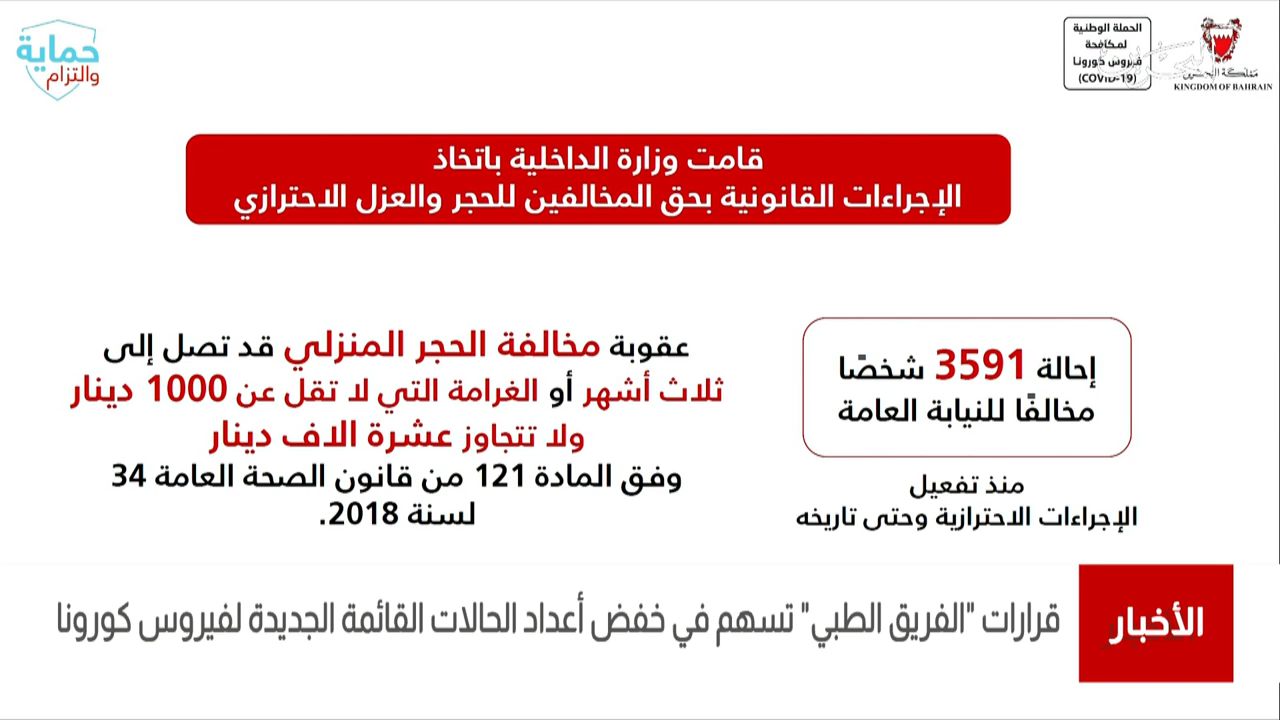 حماية
والتزام
الحملة الوطنية
لمكافحة
فيروس كورونا
(COVID-19)
مملكة البحرين
KINGDOM OF BAHRAIN
قامت وزارة الداخلية باتخاذ
الإجراءات القانونية بحق المخالفين للحجر والعزل الاحترازي
إحالة 3591 شخصًا
مخالفًا للنيابة العامة
منذ تفعيل
الإجراءات الاحترازية وحتى تاريخه
عقوبة مخالفة الحجر المنزلي قد تصل إلى
ثلاث أشهر أو الغرامة التي لا تقل عن 1000 دينار
ولا تتجاوز عشرة الاف دينار
وفق المادة 121 من قانون الصحة العامة 34
لسنة 2018.
الأخبار
قرارات "الفريق الطبي" تسهم في خفض أعداد الحالات القائمة الجديدة لفيروس كورونا